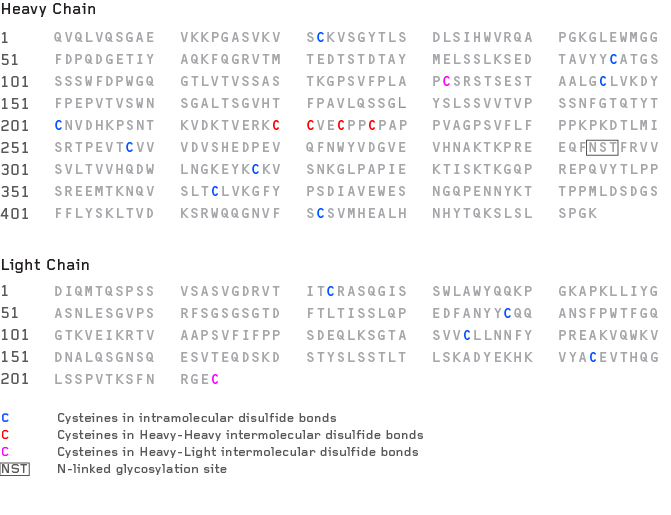 Heavy Chain
1 QVQLVQSGAE VKKPGASVKV SCKVSGYTLS DLSIHWVRQA PGKGLEWMGG
51 FDPQDGETIY AQKFQGRVTM TEDTSTDTAY MELSSLKSED TAVYYCATGS
101 SSSWFDPWGQ GTLVTVSSAS TKGPSVFPLA PCSRSTSEST AALGCLVKDY
151 FPEPVTVSWN SGALTSGVHT FPAVLQSSGL YSLSSVVTVP SSNFGTQTYT
201 CNVDHKPSNT KVDKTVERKC CVECPPCPAP PVAGPSVFLF PPKPKDTLMI
251 SRTPEVTCVV VDVSHEDPEV QFNWYVDGVE VHNAKTKPRE EQFNSTFRVV
301 SVLTVVHQDW LNGKEYKCKV SNKGLPAPIE KTISKTKGQP REPQVYTLPP
351 SREEMTKNQV SLTCLVKGFY PSDIAVEWES NGQPENNYKT TPPMLDSDGS
401 FFLYSKLTVD KSRWQQGNVF SCSVMHEALH NHYTQKSLSL SPGK
Light Chain
1 DIQMTQSPSS VSASVGDRVT ITCRASQGIS SWLAWYQQKP GKAPKLLIYG
51 ASNLESGVPS RFSGSGSGTD FTLTISSLQP EDFANYYCQQ ANSFPWTFGQ
101 GTKVEIKRTV AAPSVFIFPP SDEQLKSGTA SVVCLLNNFY PREAKVQWKV
151 DNALQSGNSQ ESVTEQDSKD STYSLSSTLT LSKADYEKHK VYACEVTHQG
201 LSSPVTKSFN RGEC
C Cysteines in intramolecular disulfide bonds
C Cysteines in Heavy-Heavy intermolecular disulfide bonds
C Cysteines in Heavy-Light intermolecular disulfide bonds
NST N-linked glycosylation site